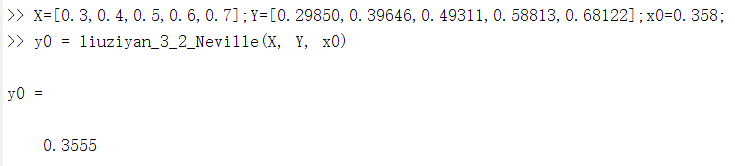 >> X=[0.3,0.4,0.5,0.6,0.7];Y=[0.29850,0.39646,0.49311,0.58813,0.68122];x0=0.358;
>> y0 = liuziyan_3_2_Neville(X, Y, x0)
y0 =
0.3555